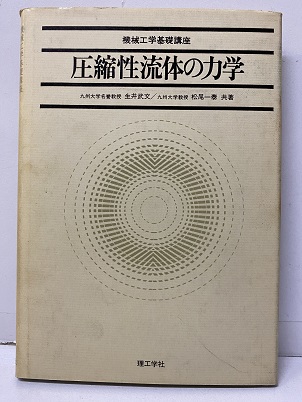 機械工学基礎講座
圧縮性流体の力学
九州大学名誉教授 生井武文／九州大学教授 松尾一泰 共著
理工学社